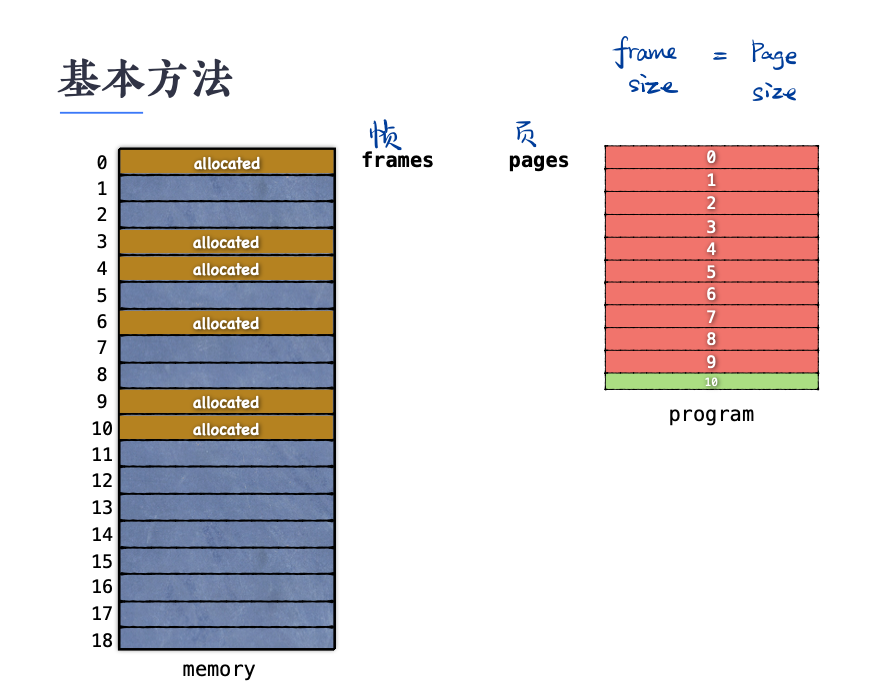 基本方法
frame = Page
size size
帧 页
frames pages
0 allocated
1
2
3 allocated
4 allocated
5
6 allocated
7
8
9 allocated
10 allocated
11
12
13
14
15
16
17
18
memory
0
1
2
3
4
5
6
7
8
9
10
program